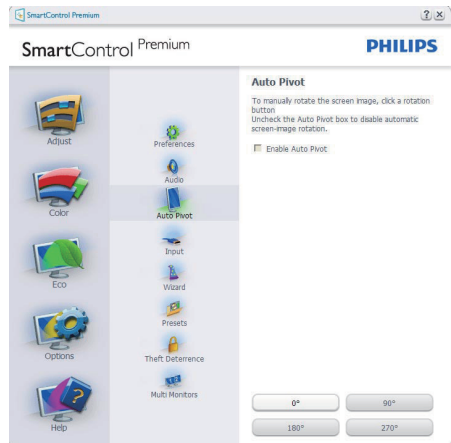 SmartControl Premium
? ×
SmartControl Premium
PHILIPS
Adjust
Color
Eco
Options
Help
Preferences
Audio
Auto Pivot
Input
Wizard
Presets
Theft Deterrence
Multi Monitors
Auto Pivot
To manually rotate the screen image, click a rotation
button
Uncheck the Auto Pivot box to disable automatic
screen-image rotation.
Enable Auto Pivot
0°
90°
180°
270°